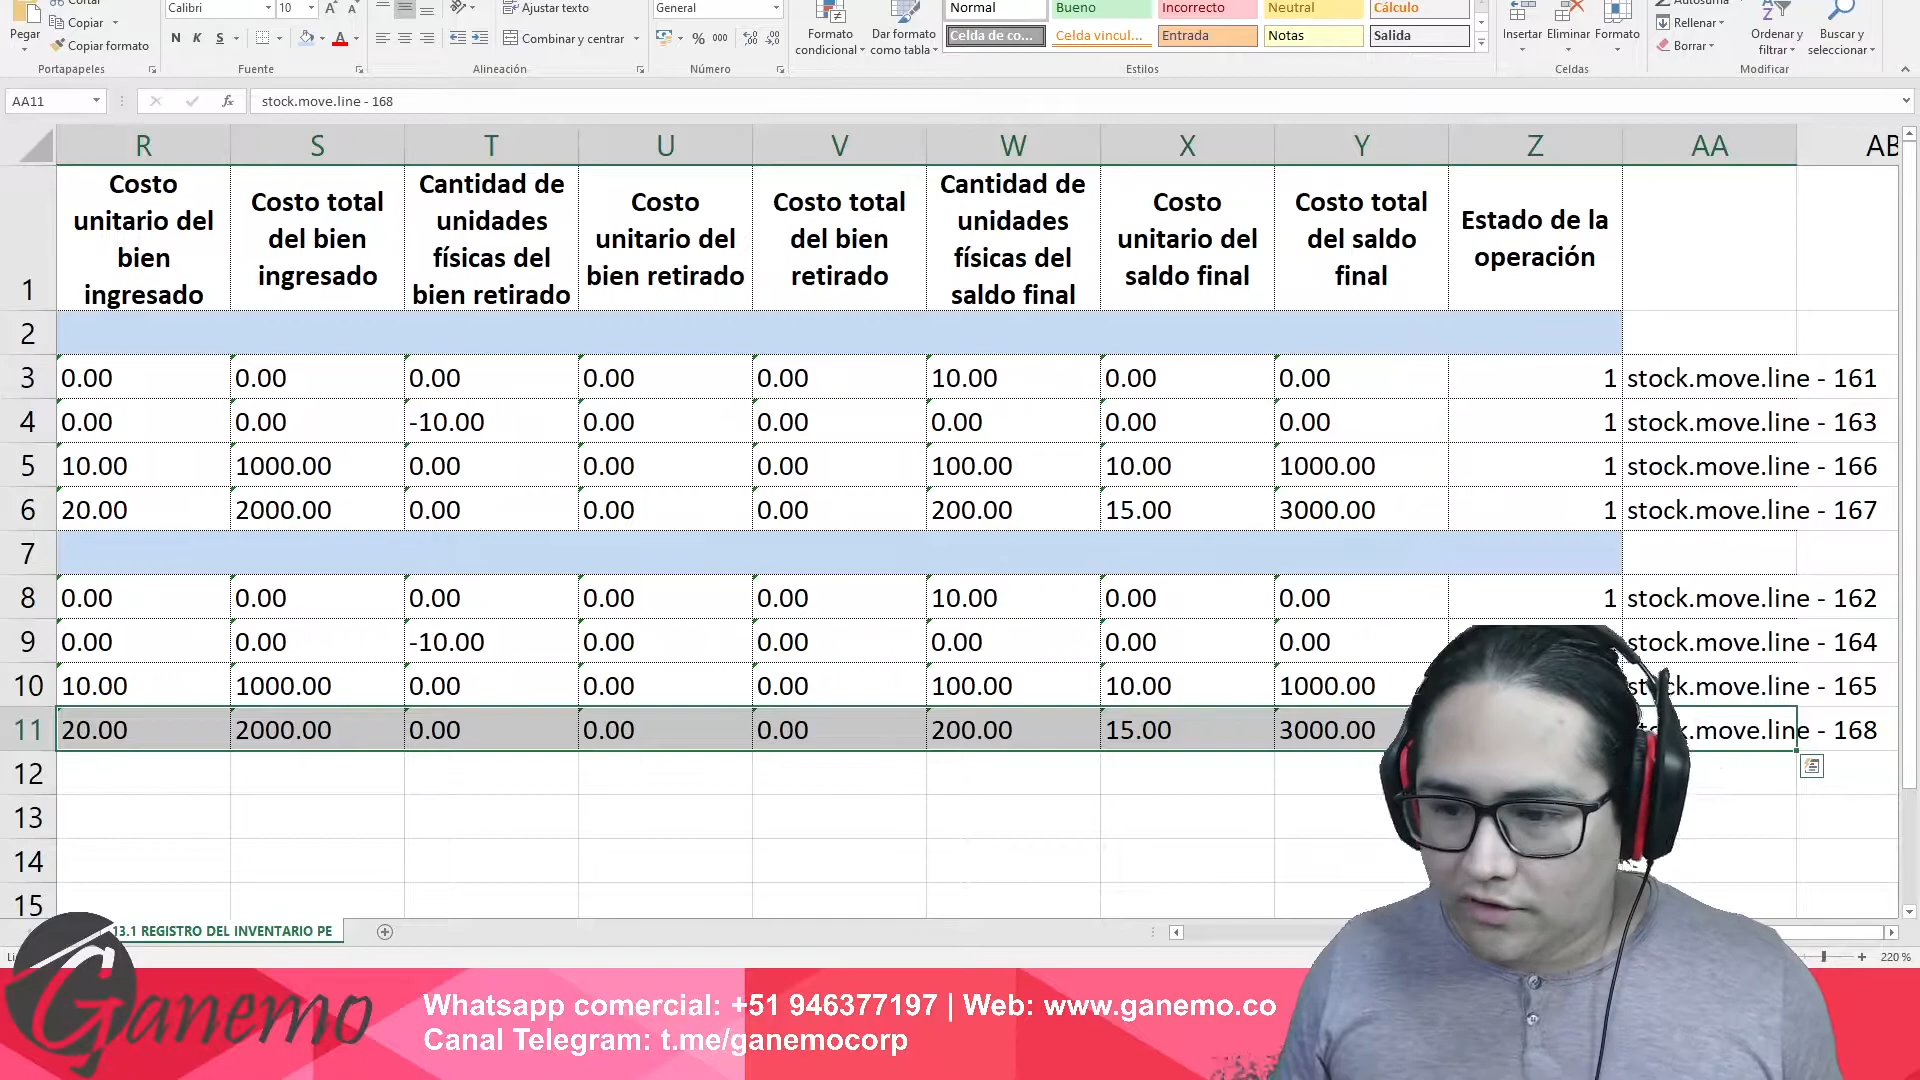 Pegar
Cortar
Copiar
Copiar formato
Portapapeles
Calibri
10
A A
N K S
A
Fuente
Ajustar texto
Combinar y centrar
Alineación
General
% 000
Número
Formato condicional
Dar formato como tabla
Normal
Bueno
Incorrecto
Neutral
Cálculo
Celda de co...
Celda vincul...
Entrada
Notas
Salida
Estilos
Insertar
Eliminar
Formato
Celdas
Autosuma
Rellenar
Borrar
Ordenar y filtrar
Buscar y seleccionar
Modificar
AA11
fx
stock.move.line - 168
R S T U V W X Y Z AA AB
1
Costo unitario del bien ingresado
Costo total del bien ingresado
Cantidad de unidades físicas del bien retirado
Costo unitario del bien retirado
Costo total del bien retirado
Cantidad de unidades físicas del saldo final
Costo unitario del saldo final
Costo total del saldo final
Estado de la operación
2
3 0.00 0.00 0.00 0.00 0.00 10.00 0.00 0.00 1 stock.move.line - 161
4 0.00 0.00 -10.00 0.00 0.00 0.00 0.00 0.00 1 stock.move.line - 163
5 10.00 1000.00 0.00 0.00 0.00 100.00 10.00 1000.00 1 stock.move.line - 166
6 20.00 2000.00 0.00 0.00 0.00 200.00 15.00 3000.00 1 stock.move.line - 167
7
8 0.00 0.00 0.00 0.00 0.00 10.00 0.00 0.00 1 stock.move.line - 162
9 0.00 0.00 -10.00 0.00 0.00 0.00 0.00 0.00 stock.move.line - 164
10 10.00 1000.00 0.00 0.00 0.00 100.00 10.00 1000.00 stock.move.line - 165
11 20.00 2000.00 0.00 0.00 0.00 200.00 15.00 3000.00 stock.move.line - 168
12
13
14
15
13.1 REGISTRO DEL INVENTARIO PE
220 %
Ganemo
Whatsapp comercial: +51 946377197 | Web: www.ganemo.co
Canal Telegram: t.me/ganemocorp